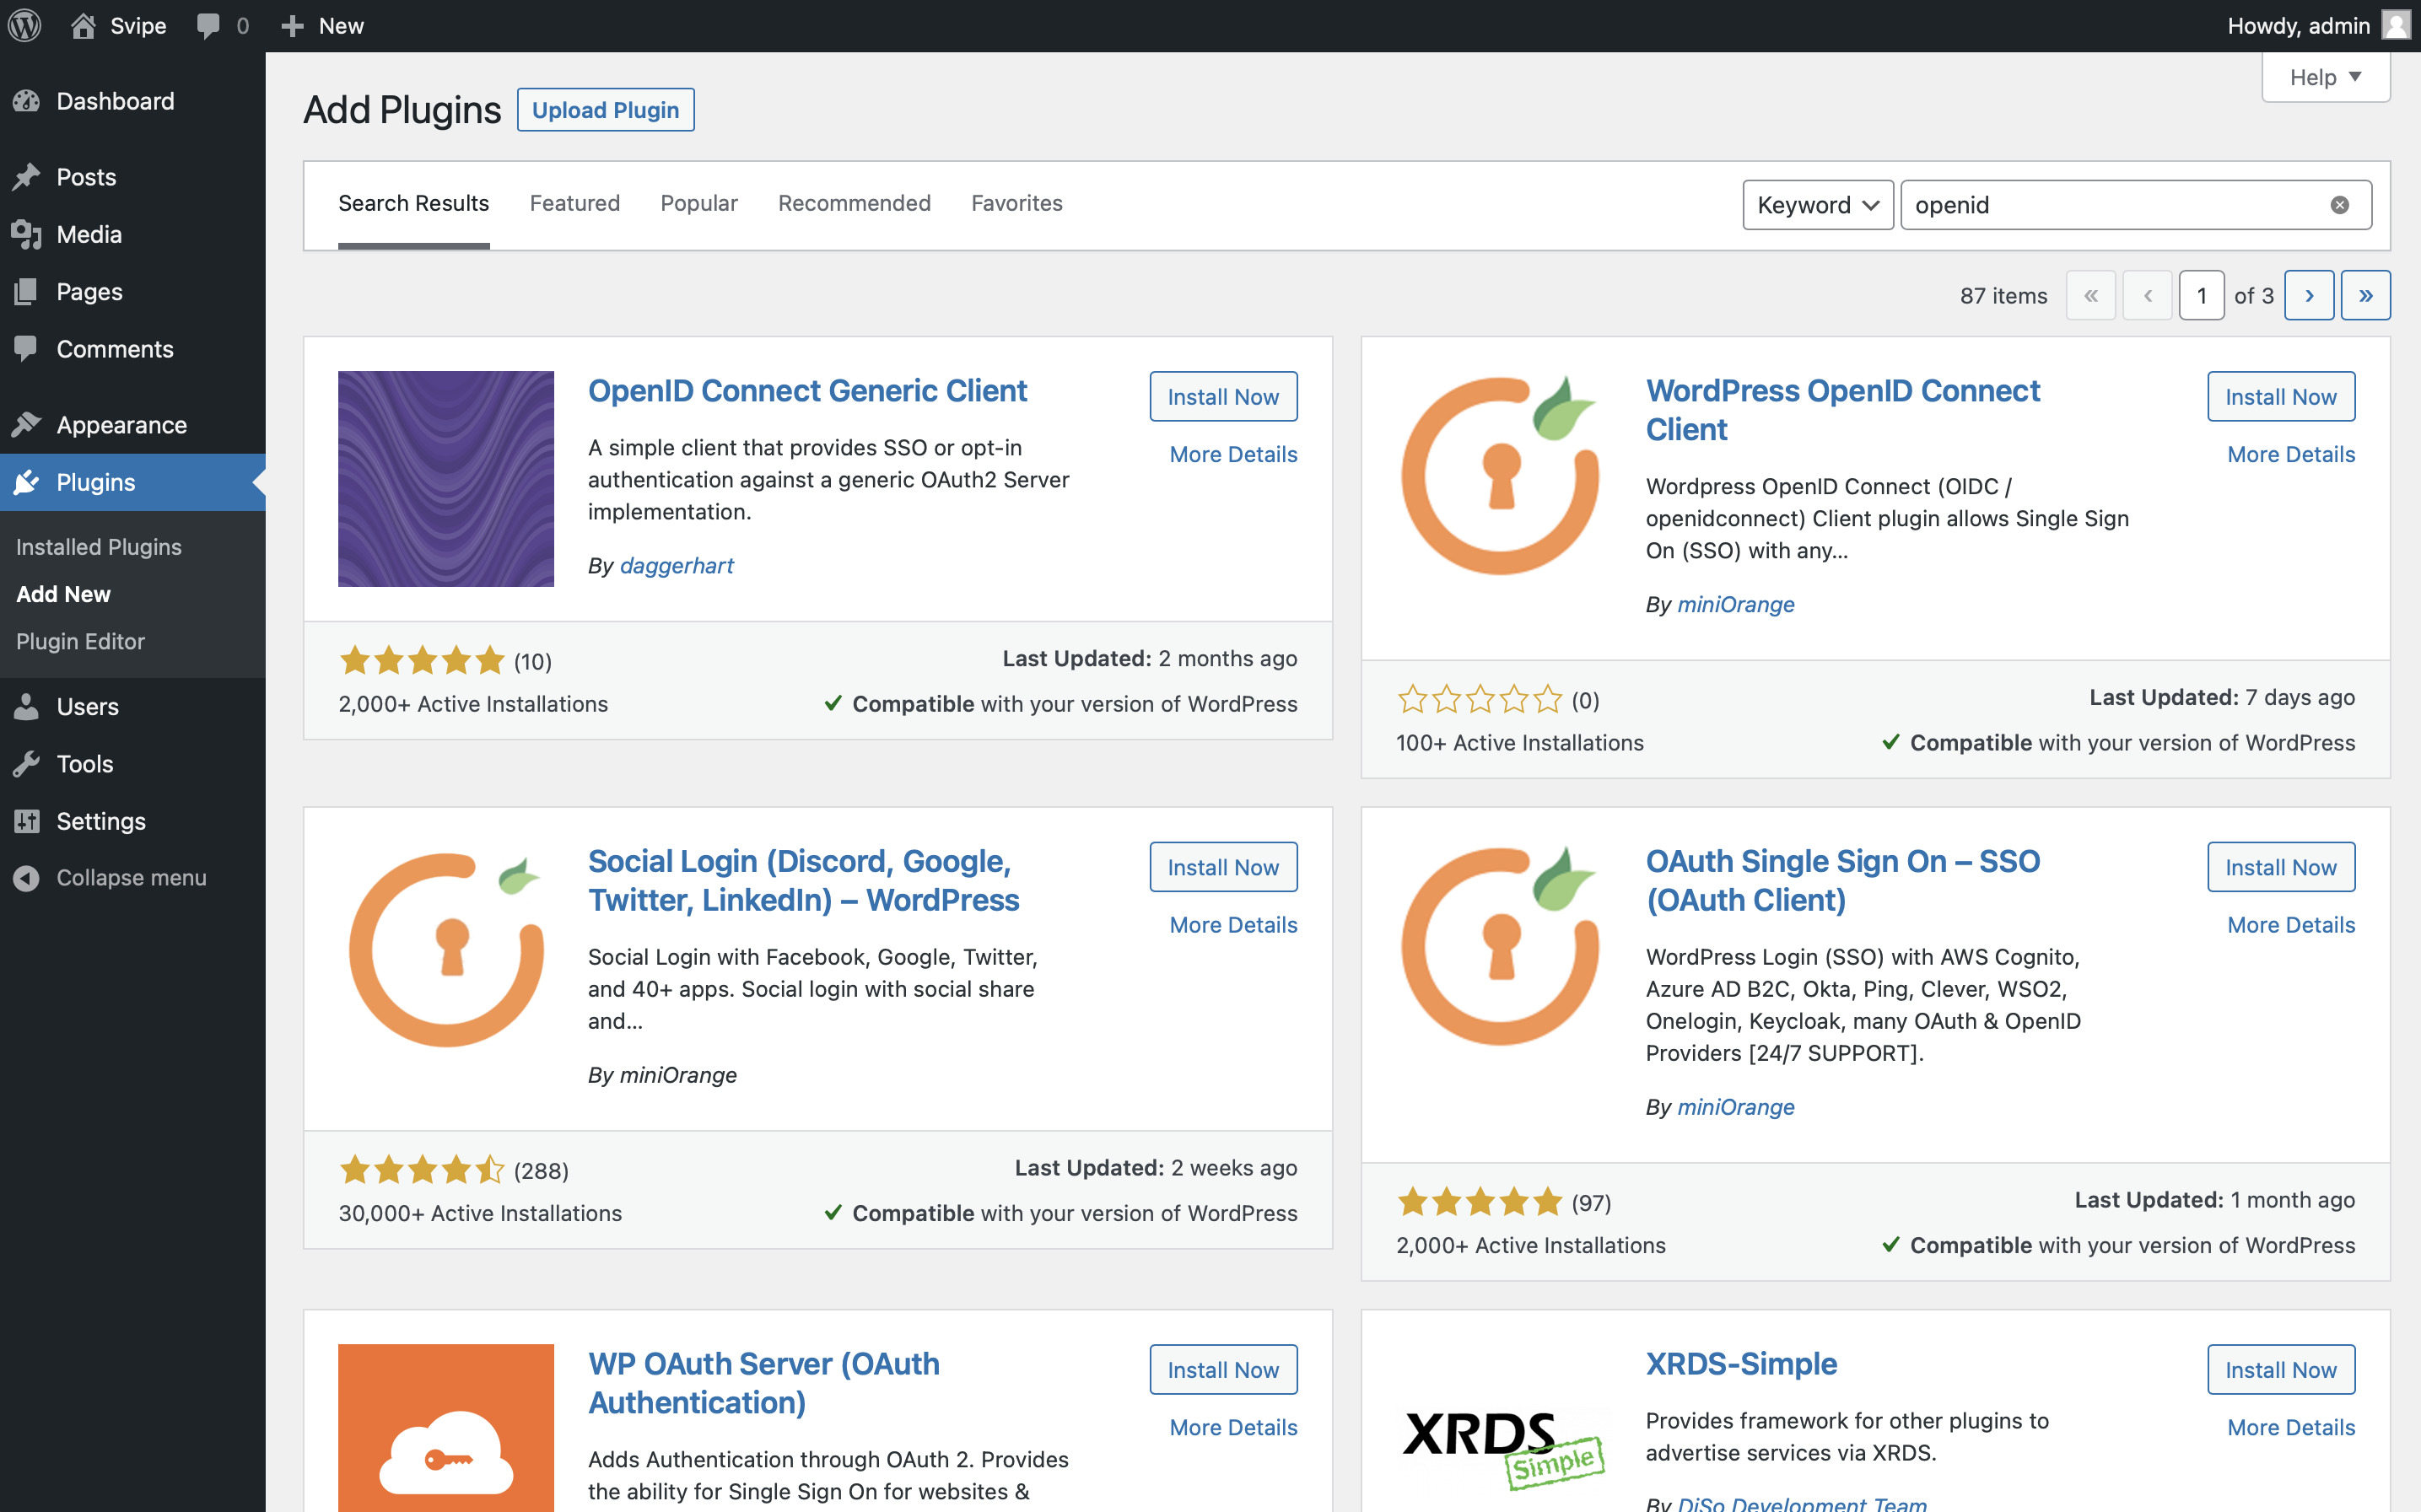 Svipe
0
New
Howdy, admin
Dashboard
Posts
Media
Pages
Comments
Appearance
Plugins
Installed Plugins
Add New
Plugin Editor
Users
Tools
Settings
Collapse menu
Help
Add Plugins
Upload Plugin
Search Results
Featured
Popular
Recommended
Favorites
Keyword
openid
87 items
«
‹
1
of 3
›
»
OpenID Connect Generic Client
A simple client that provides SSO or opt-in
authentication against a generic OAuth2 Server
implementation.
By daggerhart
Install Now
More Details
(10)
2,000+ Active Installations
Last Updated: 2 months ago
Compatible with your version of WordPress
WordPress OpenID Connect
Client
Wordpress OpenID Connect (OIDC /
openidconnect) Client plugin allows Single Sign
On (SSO) with any...
By miniOrange
Install Now
More Details
(0)
100+ Active Installations
Last Updated: 7 days ago
Compatible with your version of WordPress
Social Login (Discord, Google,
Twitter, LinkedIn) – WordPress
Social Login with Facebook, Google, Twitter,
and 40+ apps. Social login with social share
and...
By miniOrange
Install Now
More Details
(288)
30,000+ Active Installations
Last Updated: 2 weeks ago
Compatible with your version of WordPress
OAuth Single Sign On – SSO
(OAuth Client)
WordPress Login (SSO) with AWS Cognito,
Azure AD B2C, Okta, Ping, Clever, WSO2,
Onelogin, Keycloak, many OAuth & OpenID
Providers [24/7 SUPPORT].
By miniOrange
Install Now
More Details
(97)
2,000+ Active Installations
Last Updated: 1 month ago
Compatible with your version of WordPress
WP OAuth Server (OAuth
Authentication)
Adds Authentication through OAuth 2. Provides
the ability for Single Sign On for websites &
Install Now
More Details
XRDS
Simple
XRDS-Simple
Provides framework for other plugins to
advertise services via XRDS.
By DiSo Development Team
Install Now
More Details